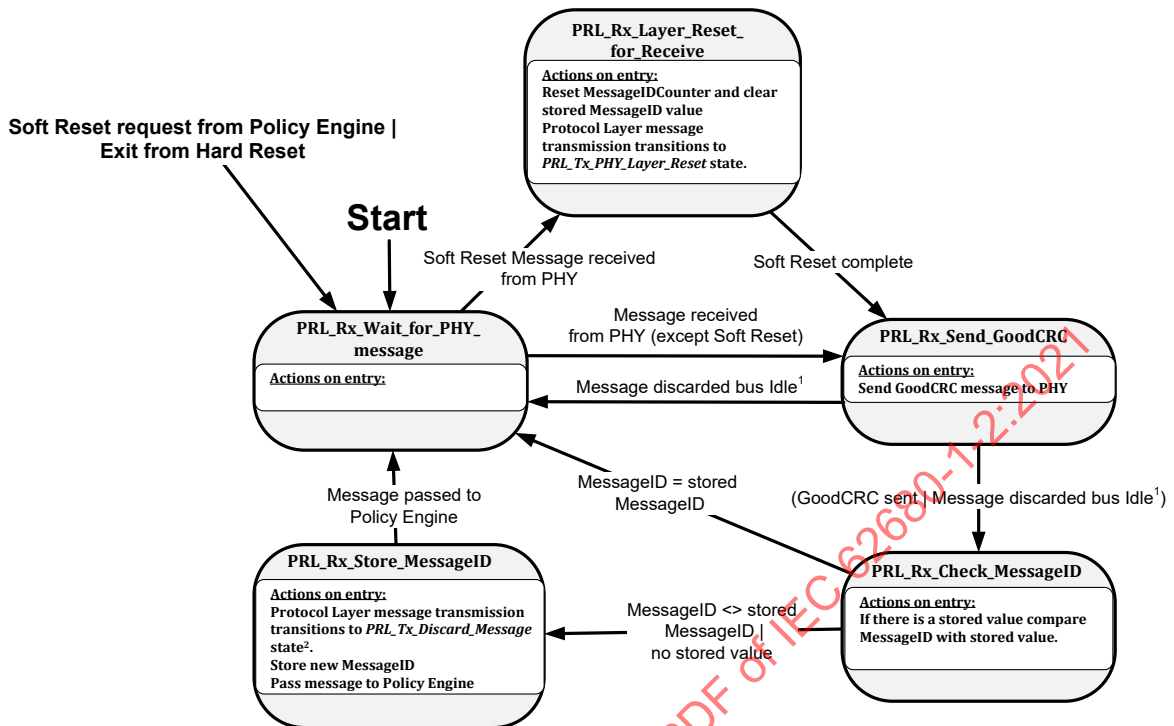 PRL_Rx_Layer_Reset_
for_Receive
Actions on entry:
Reset MessageIDCounter and clear
stored MessageID value
Protocol Layer message
transmission transitions to
PRL_Tx_PHY_Layer_Reset state.
Soft Reset request from Policy Engine |
Exit from Hard Reset
Start
Soft Reset Message received
from PHY
Soft Reset complete
PRL_Rx_Wait_for_PHY_
message
Actions on entry:
Message received
from PHY (except Soft Reset)
Message discarded bus Idle1
PRL_Rx_Send_GoodCRC
Actions on entry:
Send GoodCRC message to PHY
Message passed to
Policy Engine
MessageID = stored
MessageID
(GoodCRC sent | Message discarded bus Idle1)
PRL_Rx_Store_MessageID
Actions on entry:
Protocol Layer message transmission
transitions to PRL_Tx_Discard_Message
state2.
Store new MessageID
Pass message to Policy Engine
MessageID <> stored
MessageID |
no stored value
PRL_Rx_Check_MessageID
Actions on entry:
If there is a stored value compare
MessageID with stored value.
PDF of IEC 62680-1-2:2021